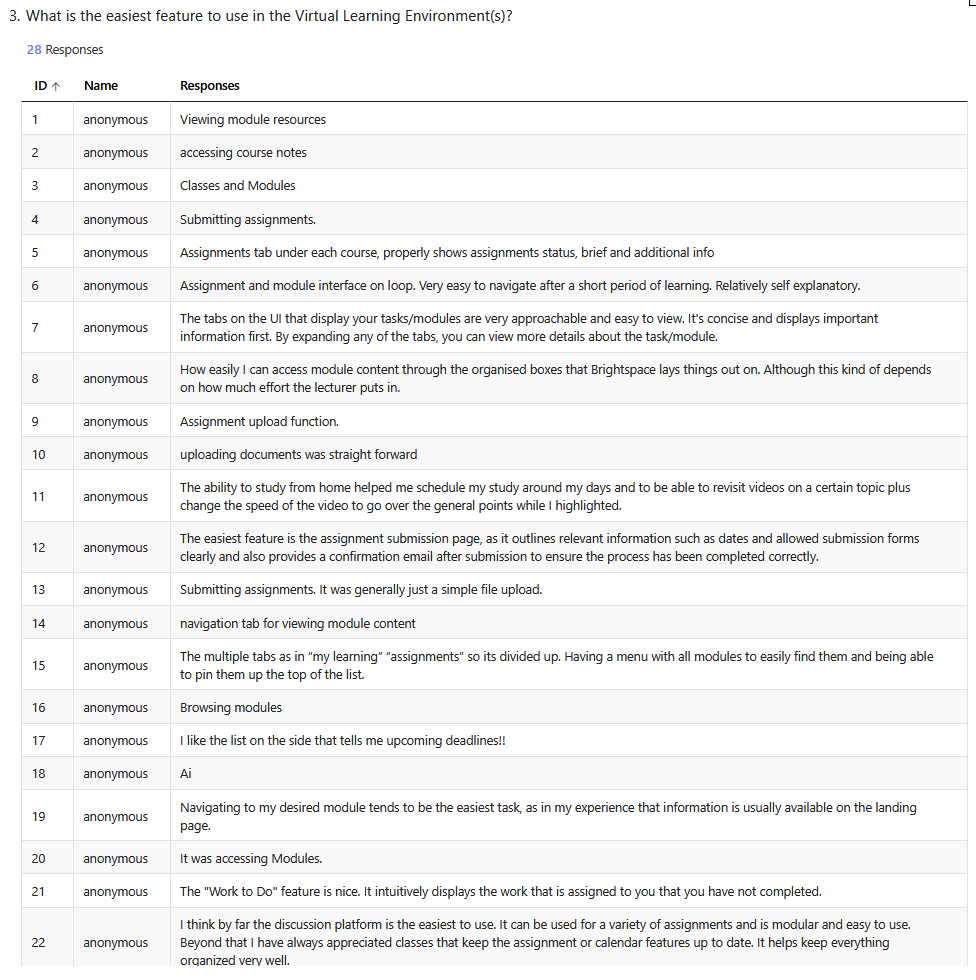 3. What is the easiest feature to use in the Virtual Learning Environment(s)?
28 Responses
ID ↑ Name Responses
1 anonymous Viewing module resources
2 anonymous accessing course notes
3 anonymous Classes and Modules
4 anonymous Submitting assignments.
5 anonymous Assignments tab under each course, properly shows assignments status, brief and additional info
6 anonymous Assignment and module interface on loop. Very easy to navigate after a short period of learning. Relatively self explanatory.
7 anonymous The tabs on the UI that display your tasks/modules are very approachable and easy to view. It's concise and displays important
information first. By expanding any of the tabs, you can view more details about the task/module.
8 anonymous How easily I can access module content through the organised boxes that Brightspace lays things out on. Although this kind of depends
on how much effort the lecturer puts in.
9 anonymous Assignment upload function.
10 anonymous uploading documents was straight forward
11 anonymous The ability to study from home helped me schedule my study around my days and to be able to revisit videos on a certain topic plus
change the speed of the video to go over the general points while I highlighted.
12 anonymous The easiest feature is the assignment submission page, as it outlines relevant information such as dates and allowed submission forms
clearly and also provides a confirmation email after submission to ensure the process has been completed correctly.
13 anonymous Submitting assignments. It was generally just a simple file upload.
14 anonymous navigation tab for viewing module content
15 anonymous The multiple tabs as in “my learning” “assignments” so its divided up. Having a menu with all modules to easily find them and being able
to pin them up the top of the list.
16 anonymous Browsing modules
17 anonymous I like the list on the side that tells me upcoming deadlines!!
18 anonymous Ai
19 anonymous Navigating to my desired module tends to be the easiest task, as in my experience that information is usually available on the landing
page.
20 anonymous It was accessing Modules.
21 anonymous The "Work to Do" feature is nice. It intuitively displays the work that is assigned to you that you have not completed.
22 anonymous I think by far the discussion platform is the easiest to use. It can be used for a variety of assignments and is modular and easy to use.
Beyond that I have always appreciated classes that keep the assignment or calendar features up to date. It helps keep everything
organized very well.